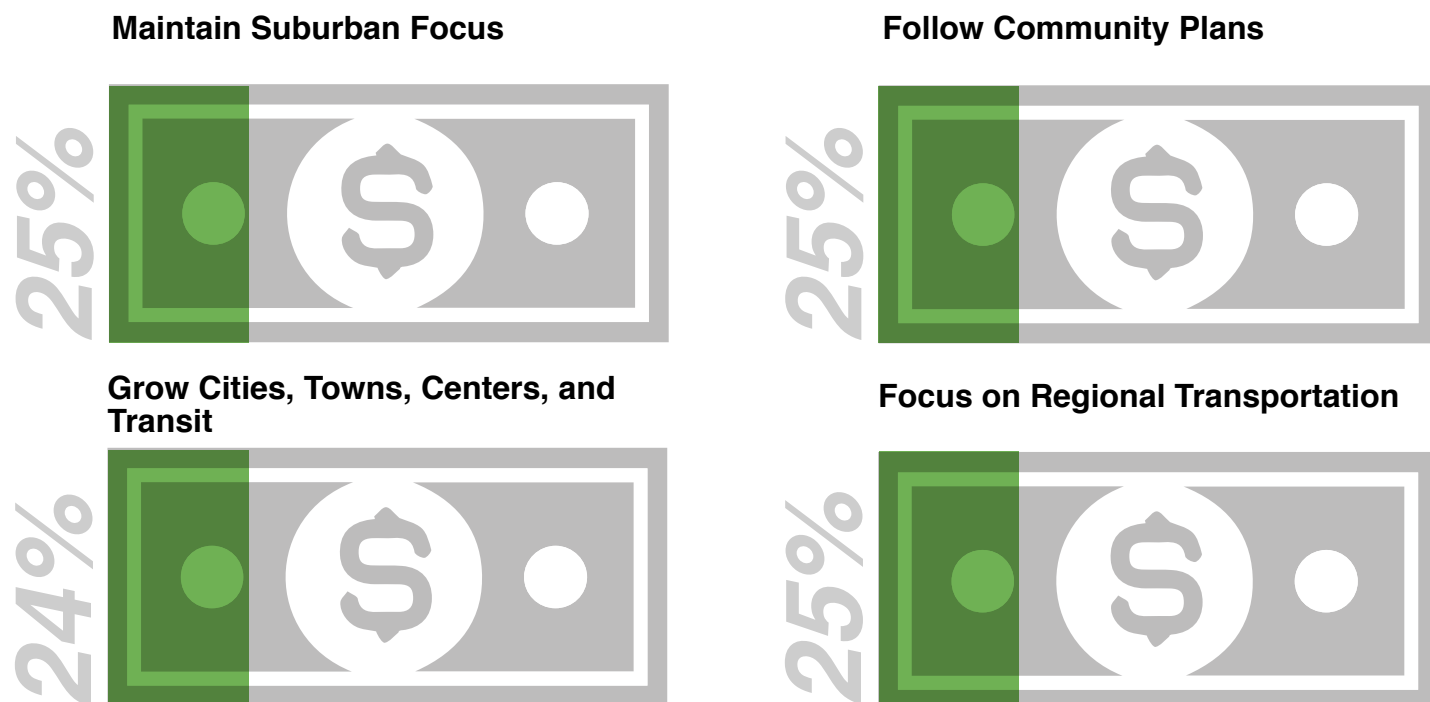 Maintain Suburban Focus
Follow Community Plans
25%
$
25%
$
Grow Cities, Towns, Centers, and
Transit
Focus on Regional Transportation
24%
$
25%
$